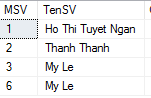 MSV TenSV
1 Ho Thi Tuyet Ngan
2 Thanh Thanh
3 My Le
6 My Le